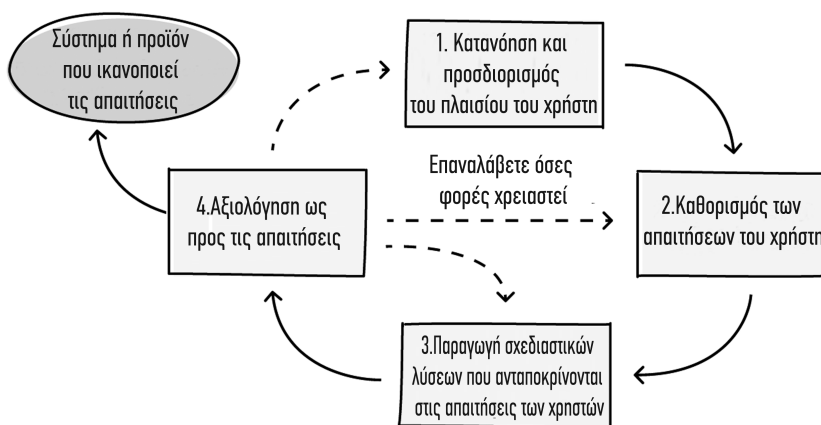 Σύστημα ή προϊόν
που ικανοποιεί
τις απαιτήσεις
1. Κατανόηση και
προσδιορισμός
του πλαισίου του χρήστη
Επαναλάβετε όσες
φορές χρειαστεί
4.Αξιολόγηση ως
προς τις απαιτήσεις
2.Καθορισμός των
απαιτήσεων του χρήστη
3.Παραγωγή σχεδιαστικών
λύσεων που ανταποκρίνονται
στις απαιτήσεις των χρηστών